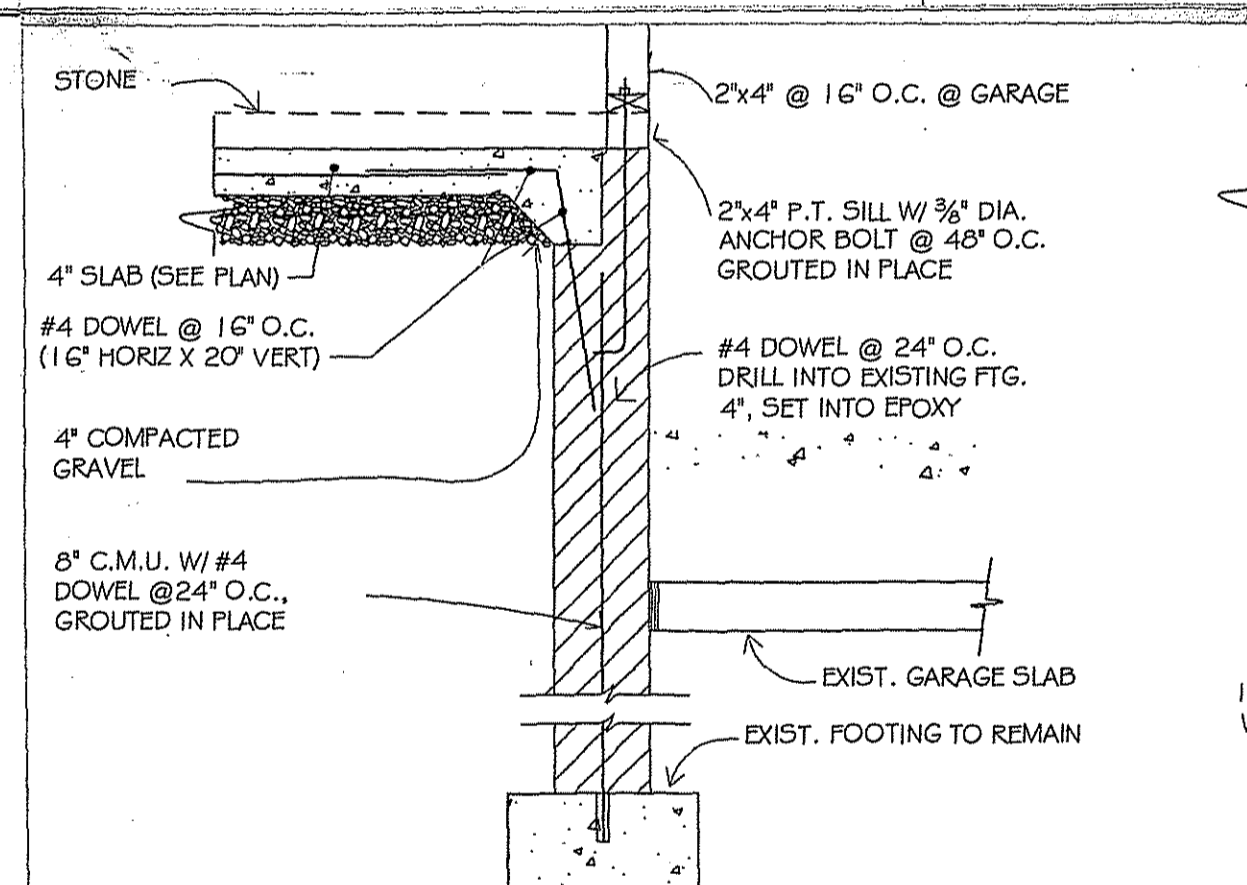 STONE
2"x4" @ 16" O.C. @ GARAGE
2"x4" P.T. SILL W/ 3/8" DIA.
ANCHOR BOLT @ 48" O.C.
GROUTED IN PLACE
4" SLAB (SEE PLAN)
#4 DOWEL @ 16" O.C.
(16" HORIZ X 20" VERT)
#4 DOWEL @ 24" O.C.
DRILL INTO EXISTING FTG.
4", SET INTO EPOXY
4" COMPACTED
GRAVEL
8" C.M.U. W/ #4
DOWEL @24" O.C.,
GROUTED IN PLACE
EXIST. GARAGE SLAB
EXIST. FOOTING TO REMAIN